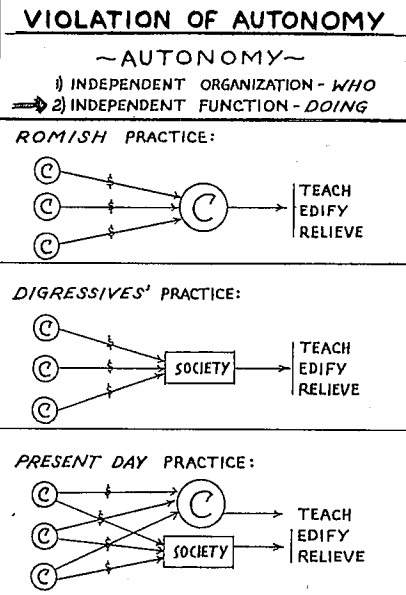 VIOLATION OF AUTONOMY
~AUTONOMY~
1) INDEPENDENT ORGANIZATION - WHO
2) INDEPENDENT FUNCTION - DOING
ROMISH PRACTICE:
C $
C $ C
C $
TEACH
EDIFY
RELIEVE
DIGRESSIVES' PRACTICE:
C $
C $ SOCIETY
C $
TEACH
EDIFY
RELIEVE
PRESENT DAY PRACTICE:
C $ C
C $
C $ SOCIETY
TEACH
EDIFY
RELIEVE